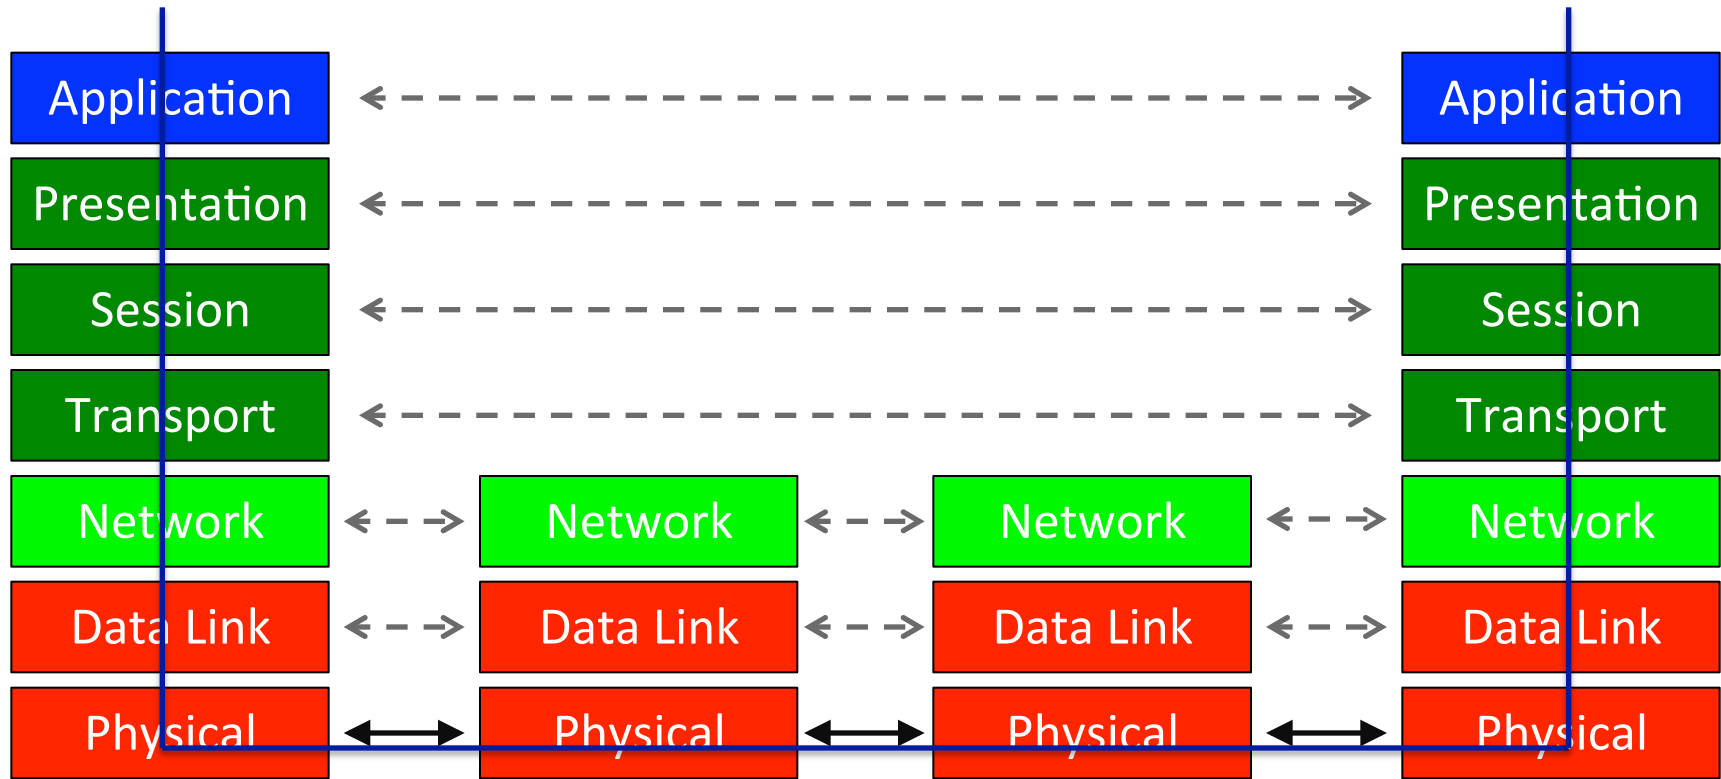 Application Application
Presentation Presentation
Session Session
Transport Transport
Network Network Network Network
Data Link Data Link Data Link Data Link
Physical Physical Physical Physical